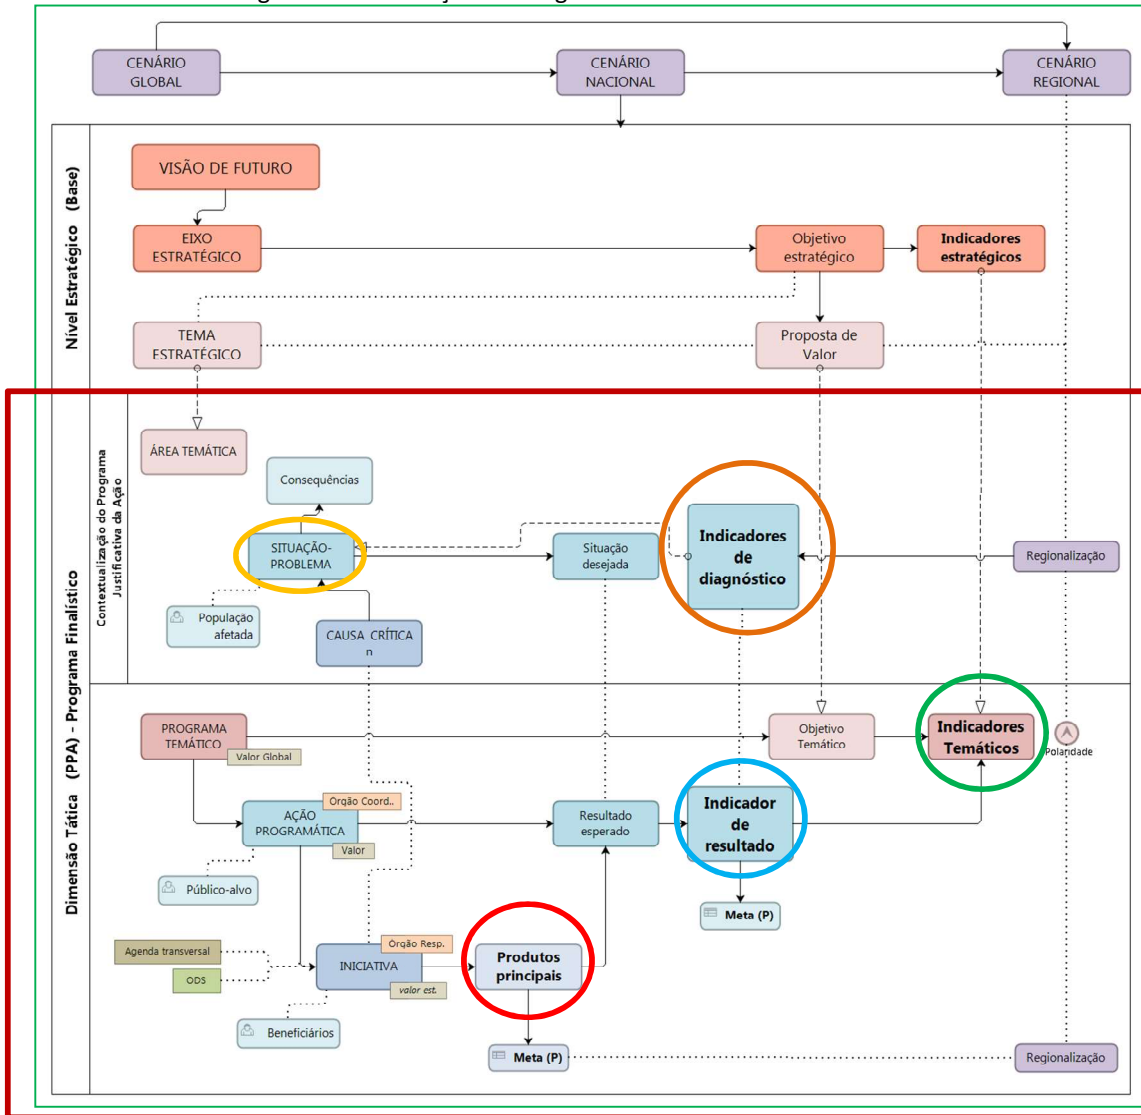 CENÁRIO
GLOBAL
CENÁRIO
NACIONAL
CENÁRIO
REGIONAL
Nível Estratégico (Base)
VISÃO DE FUTURO
EIXO
ESTRATÉGICO
Objetivo
estratégico
Indicadores
estratégicos
TEMA
ESTRATÉGICO
Proposta de
Valor
Dimensão Tática (PPA) - Programa Finalístico
Contextualização do Programa
Justificativa da Ação
ÁREA TEMÁTICA
Consequências
SITUAÇÃO-
PROBLEMA
Situação
desejada
Indicadores
de
diagnóstico
Regionalização
População
afetada
CAUSA CRÍTICA
n
PROGRAMA
TEMÁTICO
Valor Global
Objetivo
Temático
Indicadores
Temáticos
Polaridade
Órgão Coord..
AÇÃO
PROGRAMÁTICA
Valor
Resultado
esperado
Indicador
de
resultado
Público-alvo
Meta (P)
Agenda transversal
ODS
Órgão Resp.
INICIATIVA
valor est.
Produtos
principais
Beneficiários
Meta (P)
Regionalização